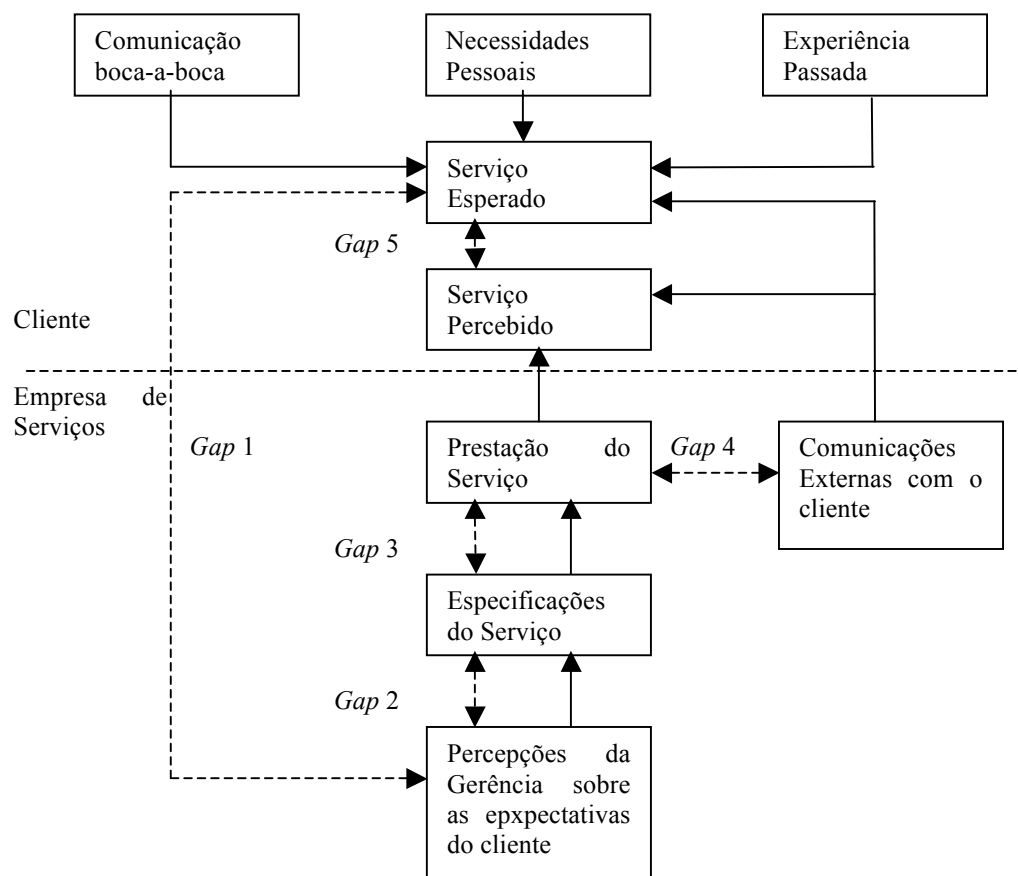 Comunicação
boca-a-boca
Necessidades
Pessoais
Experiência
Passada
Serviço
Esperado
Gap 5
Serviço
Percebido
Cliente
Empresa de
Serviços
Gap 1
Prestação do
Serviço
Gap 4
Comunicações
Externas com o
cliente
Gap 3
Especificações
do Serviço
Gap 2
Percepções da
Gerência sobre
as epxpectativas
do cliente